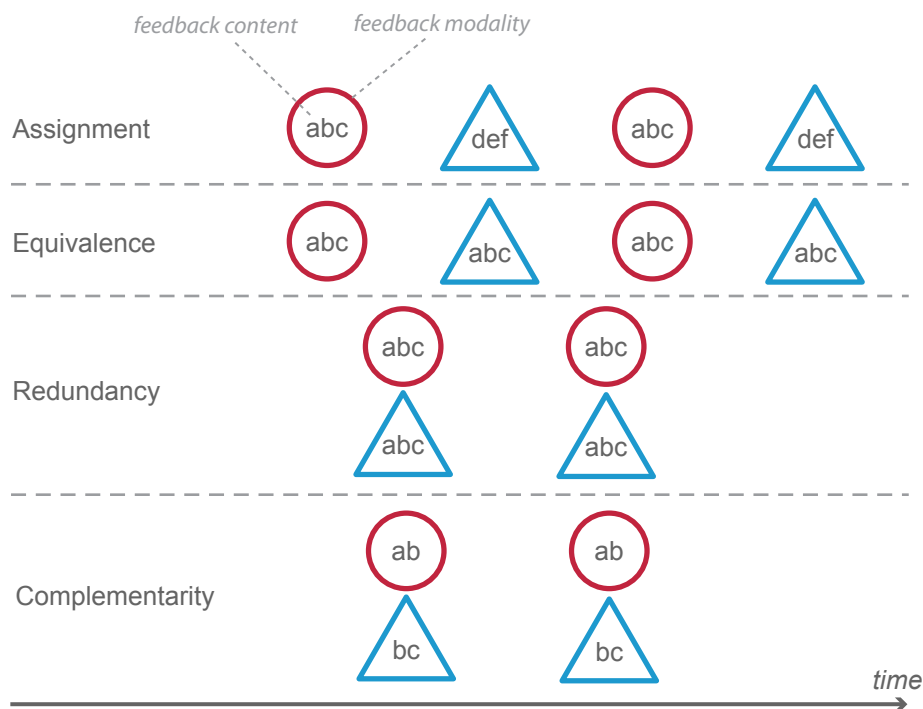 feedback content
feedback modality
Assignment
abc
def
abc
def
Equivalence
abc
abc
abc
abc
Redundancy
abc
abc
abc
abc
Complementarity
ab
ab
bc
bc
time